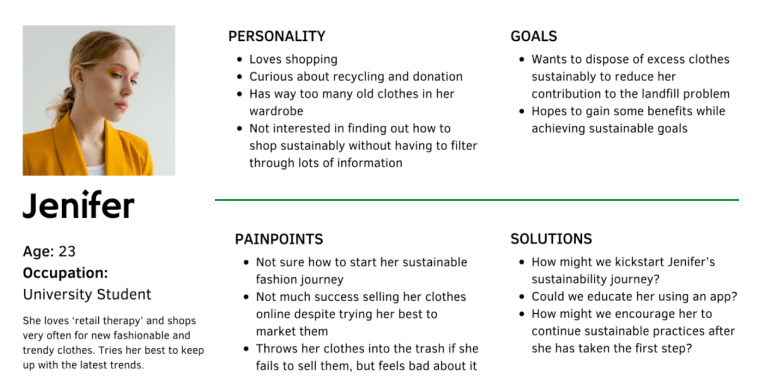 PERSONALITY
• Loves shopping
• Curious about recycling and donation
• Has way too many old clothes in her
wardrobe
• Not interested in finding out how to
shop sustainably without having to filter
through lots of information
GOALS
• Wants to dispose of excess clothes
sustainably to reduce her
contribution to the landfill problem
• Hopes to gain some benefits while
achieving sustainable goals
Jenifer
Age: 23
Occupation:
University Student
She loves ‘retail therapy’ and shops
very often for new fashionable and
trendy clothes. Tries her best to keep
up with the latest trends.
PAINPOINTS
• Not sure how to start her sustainable
fashion journey
• Not much success selling her clothes
online despite trying her best to
market them
• Throws her clothes into the trash if she
fails to sell them, but feels bad about it
SOLUTIONS
• How might we kickstart Jenifer’s
sustainability journey?
• Could we educate her using an app?
• How might we encourage her to
continue sustainable practices after
she has taken the first step?